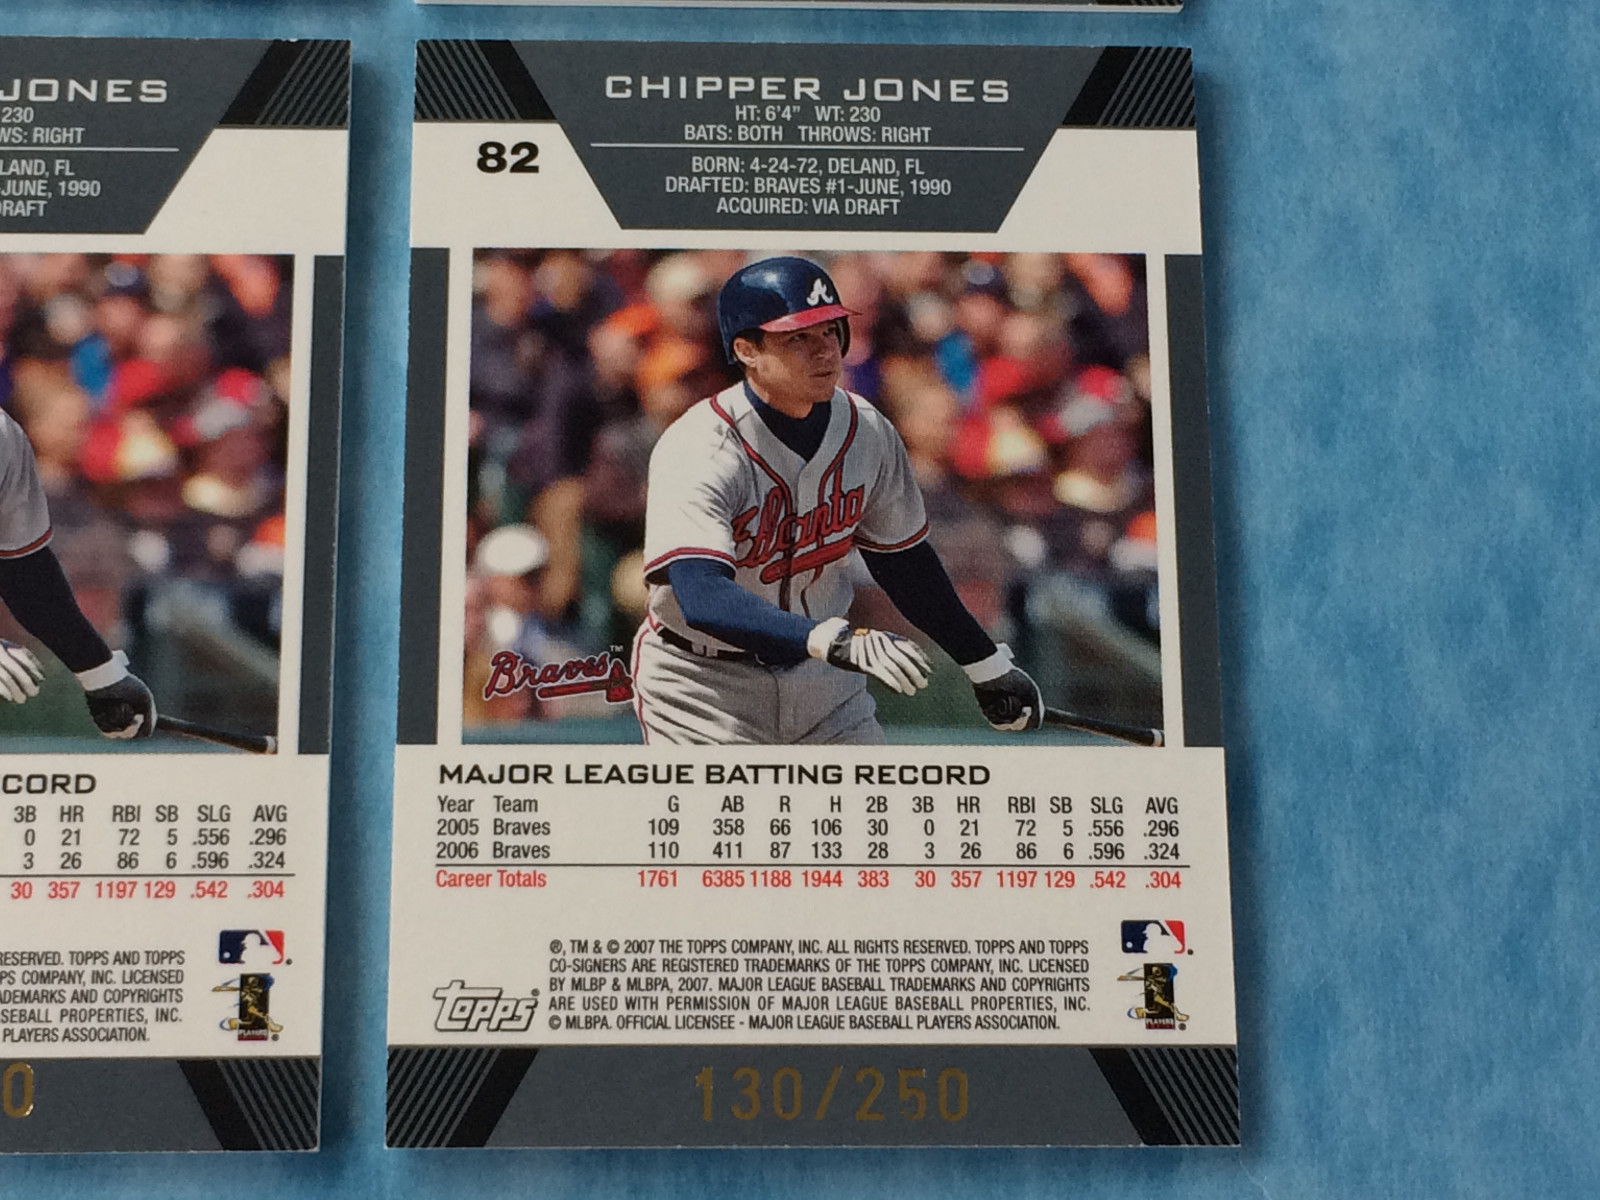 JONES
230
WS: RIGHT
LAND, FL
-JUNE, 1990
DRAFT
CORD
3B HR RBI SB SLG AVG
0 21 72 5 .556 .296
3 26 86 6 .596 .324
30 357 1197 129 .542 .304
RESERVED. TOPPS AND TOPPS
PS COMPANY, INC. LICENSED
ADEMARKS AND COPYRIGHTS
SEBALL PROPERTIES, INC.
PLAYERS ASSOCIATION.
0
CHIPPER JONES
HT: 6'4" WT: 230
BATS: BOTH THROWS: RIGHT
82
BORN: 4-24-72, DELAND, FL
DRAFTED: BRAVES #1-JUNE, 1990
ACQUIRED: VIA DRAFT
A
Atlanta
Braves™
MAJOR LEAGUE BATTING RECORD
Year Team G AB R H 2B 3B HR RBI SB SLG AVG
2005 Braves 109 358 66 106 30 0 21 72 5 .556 .296
2006 Braves 110 411 87 133 28 3 26 86 6 .596 .324
Career Totals 1761 6385 1188 1944 383 30 357 1197 129 .542 .304
®, TM & © 2007 THE TOPPS COMPANY, INC. ALL RIGHTS RESERVED. TOPPS AND TOPPS
CO-SIGNERS ARE REGISTERED TRADEMARKS OF THE TOPPS COMPANY, INC. LICENSED
BY MLBP & MLBPA, 2007. MAJOR LEAGUE BASEBALL TRADEMARKS AND COPYRIGHTS
ARE USED WITH PERMISSION OF MAJOR LEAGUE BASEBALL PROPERTIES, INC.
© MLBPA. OFFICIAL LICENSEE - MAJOR LEAGUE BASEBALL PLAYERS ASSOCIATION.
Topps®
PLAYERS
130/250